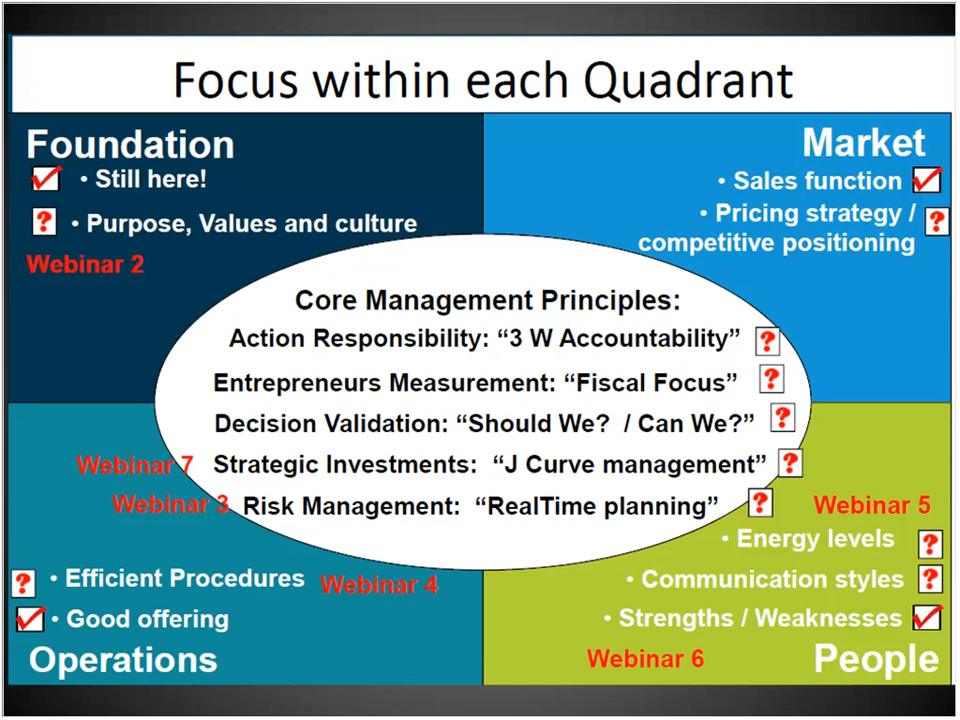 Focus within each Quadrant
Foundation
• Still here!
? • Purpose, Values and culture
Webinar 2
Market
• Sales function
• Pricing strategy / ?
competitive positioning
Core Management Principles:
Action Responsibility: “3 W Accountability” ?
Entrepreneurs Measurement: “Fiscal Focus” ?
Decision Validation: “Should We? / Can We?” ?
Webinar 7 Strategic Investments: “J Curve management” ?
Webinar 3 Risk Management: “RealTime planning” ?
? • Efficient Procedures Webinar 4
• Good offering
Operations
Webinar 5
• Energy levels ?
• Communication styles ?
• Strengths / Weaknesses
Webinar 6 People